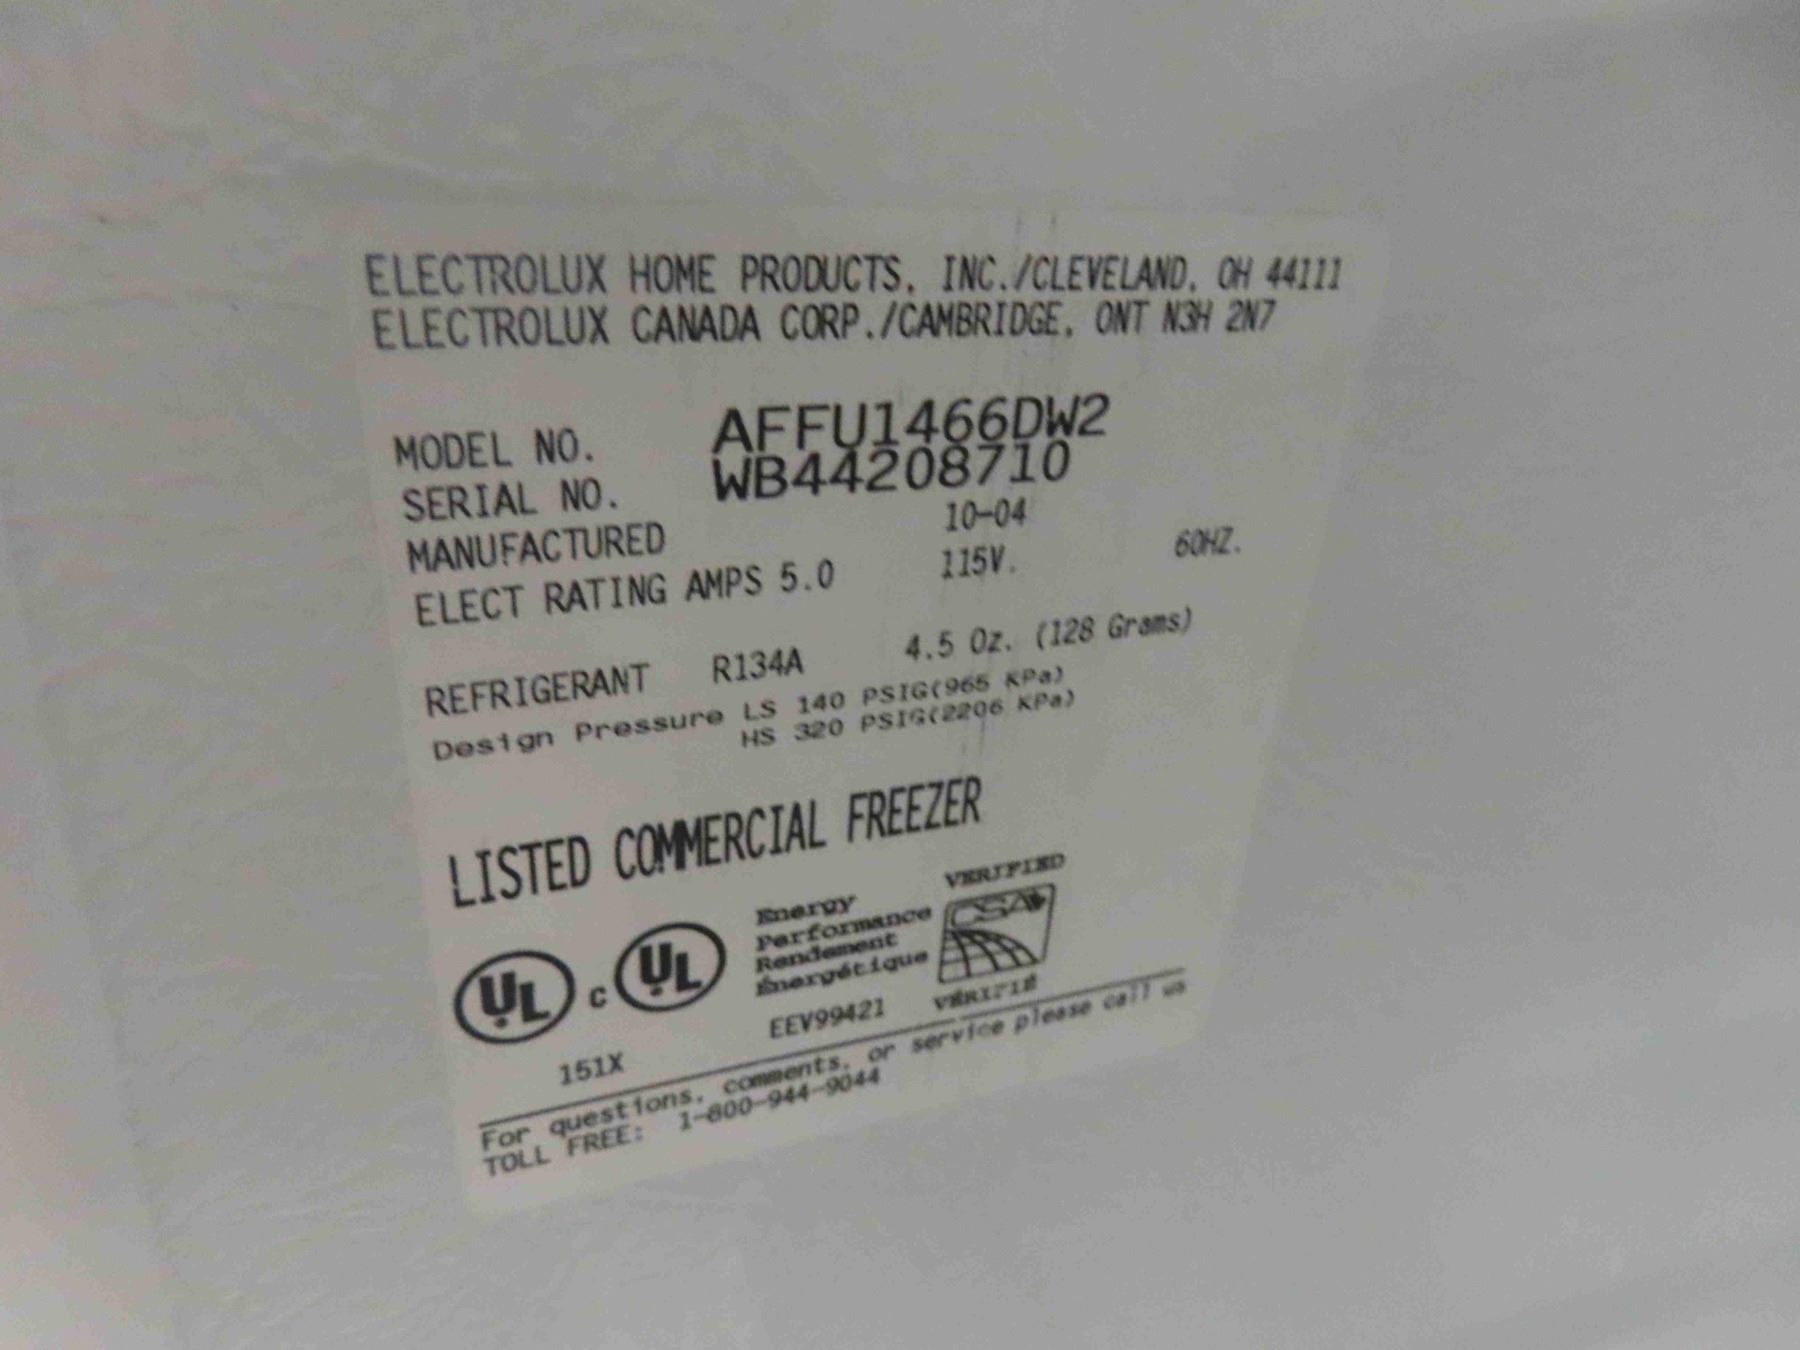 ELECTROLUX HOME PRODUCTS, INC./CLEVELAND, OH 44111
ELECTROLUX CANADA CORP./CAMBRIDGE, ONT N3H 2N7
MODEL NO. AFFU1466DW2
SERIAL NO. WB44208710
MANUFACTURED 10-04
ELECT RATING AMPS 5.0 115V. 60HZ.
REFRIGERANT R134A 4.5 Oz. (128 Grams)
Design Pressure LS 140 PSIG(965 KPa)
HS 320 PSIG(2206 KPa)
LISTED COMMERCIAL FREEZER
UL c UL
151X
Energy
Performance
Rendement
Énergétique
EEV99421
VERIFIED
CSA
VÉRIFIÉ
For questions, comments, or service please call us
TOLL FREE: 1-800-944-9044